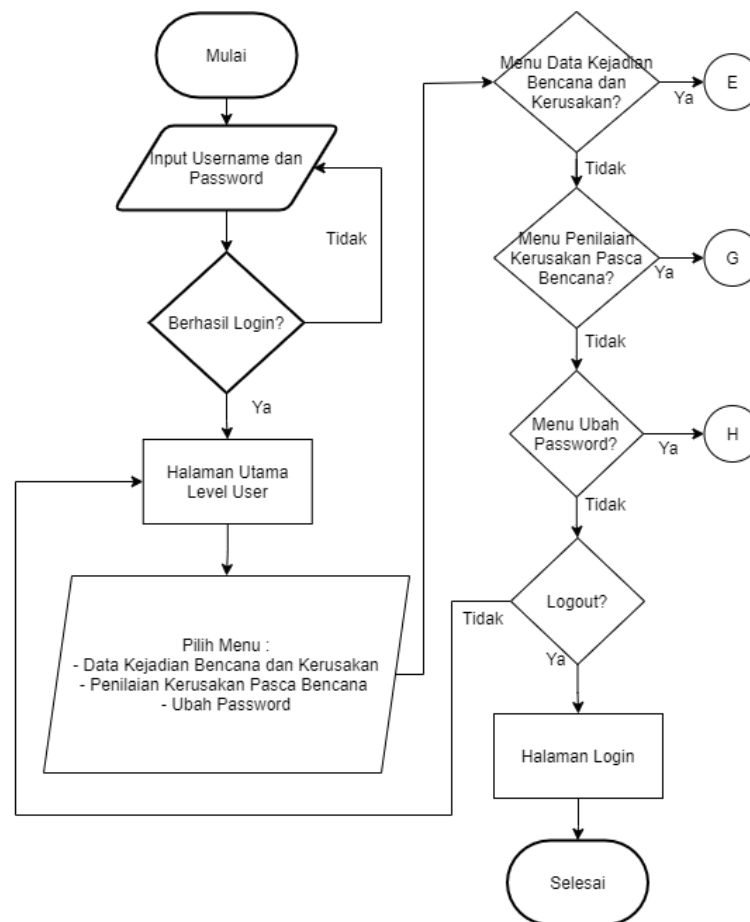 Mulai
Input Username dan
Password
Tidak
Berhasil Login?
Ya
Halaman Utama
Level User
Pilih Menu :
- Data Kejadian Bencana dan Kerusakan
- Penilaian Kerusakan Pasca Bencana
- Ubah Password
Menu Data Kejadian
Bencana dan
Kerusakan?
Ya
E
Tidak
Menu Penilaian
Kerusakan Pasca
Bencana?
Ya
G
Tidak
Menu Ubah
Password?
Ya
H
Tidak
Logout?
Tidak
Ya
Halaman Login
Selesai